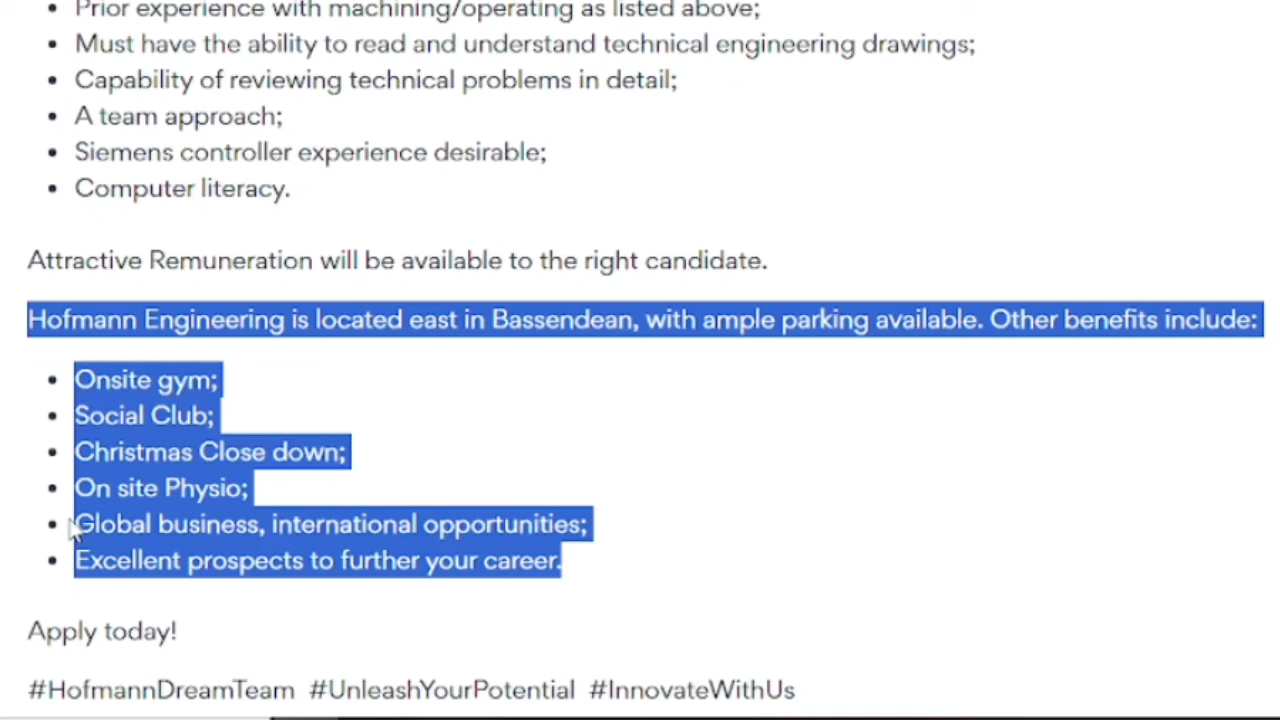 Prior experience with machining/operating as listed above;
Must have the ability to read and understand technical engineering drawings;
Capability of reviewing technical problems in detail;
A team approach;
Siemens controller experience desirable;
Computer literacy.
Attractive Remuneration will be available to the right candidate.
Hofmann Engineering is located east in Bassendean, with ample parking available. Other benefits include:
Onsite gym;
Social Club;
Christmas Close down;
On site Physio;
Global business, international opportunities;
Excellent prospects to further your career.
Apply today!
#HofmannDreamTeam #UnleashYourPotential #InnovateWithUs